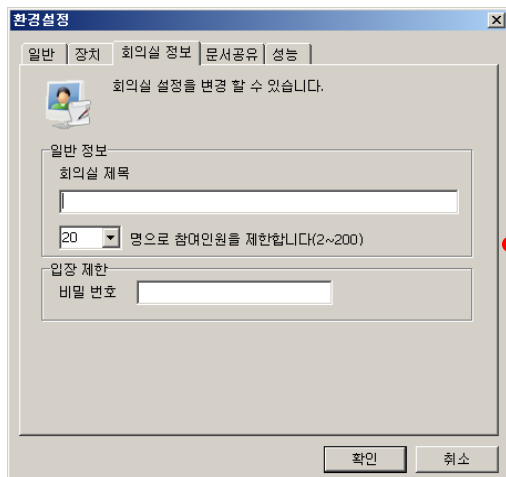 환경설정
일반 장치 회의실 정보 문서공유 성능
회의실 설정을 변경 할 수 있습니다.
일반 정보
회의실 제목
20 명으로 참여인원을 제한합니다(2~200)
입장 제한
비밀 번호
확인 취소